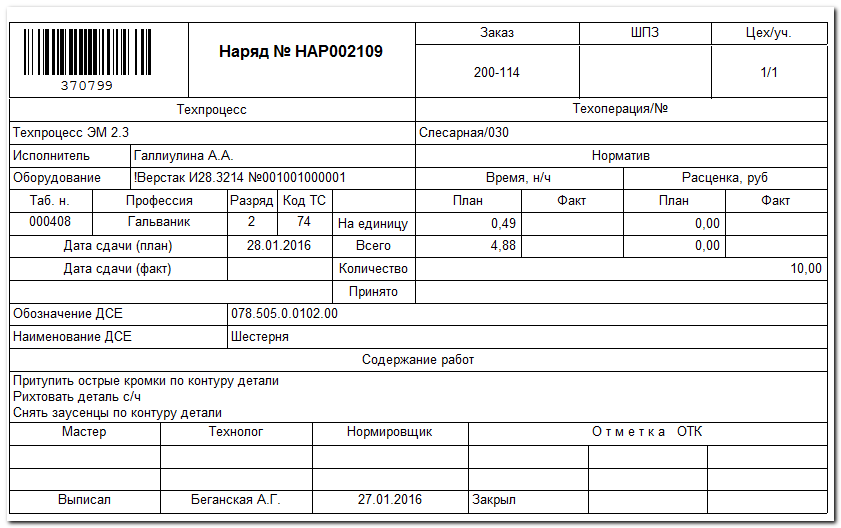 370799
Наряд № НАР002109
Заказ ШПЗ Цех/уч.
200-114 1/1
Техпроцесс Техоперация/№
Техпроцесс ЭМ 2.3 Слесарная/030
Исполнитель Галлиулина А.А. Норматив
Оборудование !Верстак И28.3214 №001001000001 Время, н/ч Расценка, руб
Таб. н. Профессия Разряд Код ТС План Факт План Факт
000408 Гальваник 2 74 На единицу 0,49 0,00
Дата сдачи (план) 28.01.2016 Всего 4,88 0,00
Дата сдачи (факт) Количество 10,00
Принято
Обозначение ДСЕ 078.505.0.0102.00
Наименование ДСЕ Шестерня
Содержание работ
Притупить острые кромки по контуру детали
Рихтовать деталь с/ч
Снять заусенцы по контуру детали
Мастер Технолог Нормировщик О т м е т к а ОТК
Выписал Беганская А.Г. 27.01.2016 Закрыл